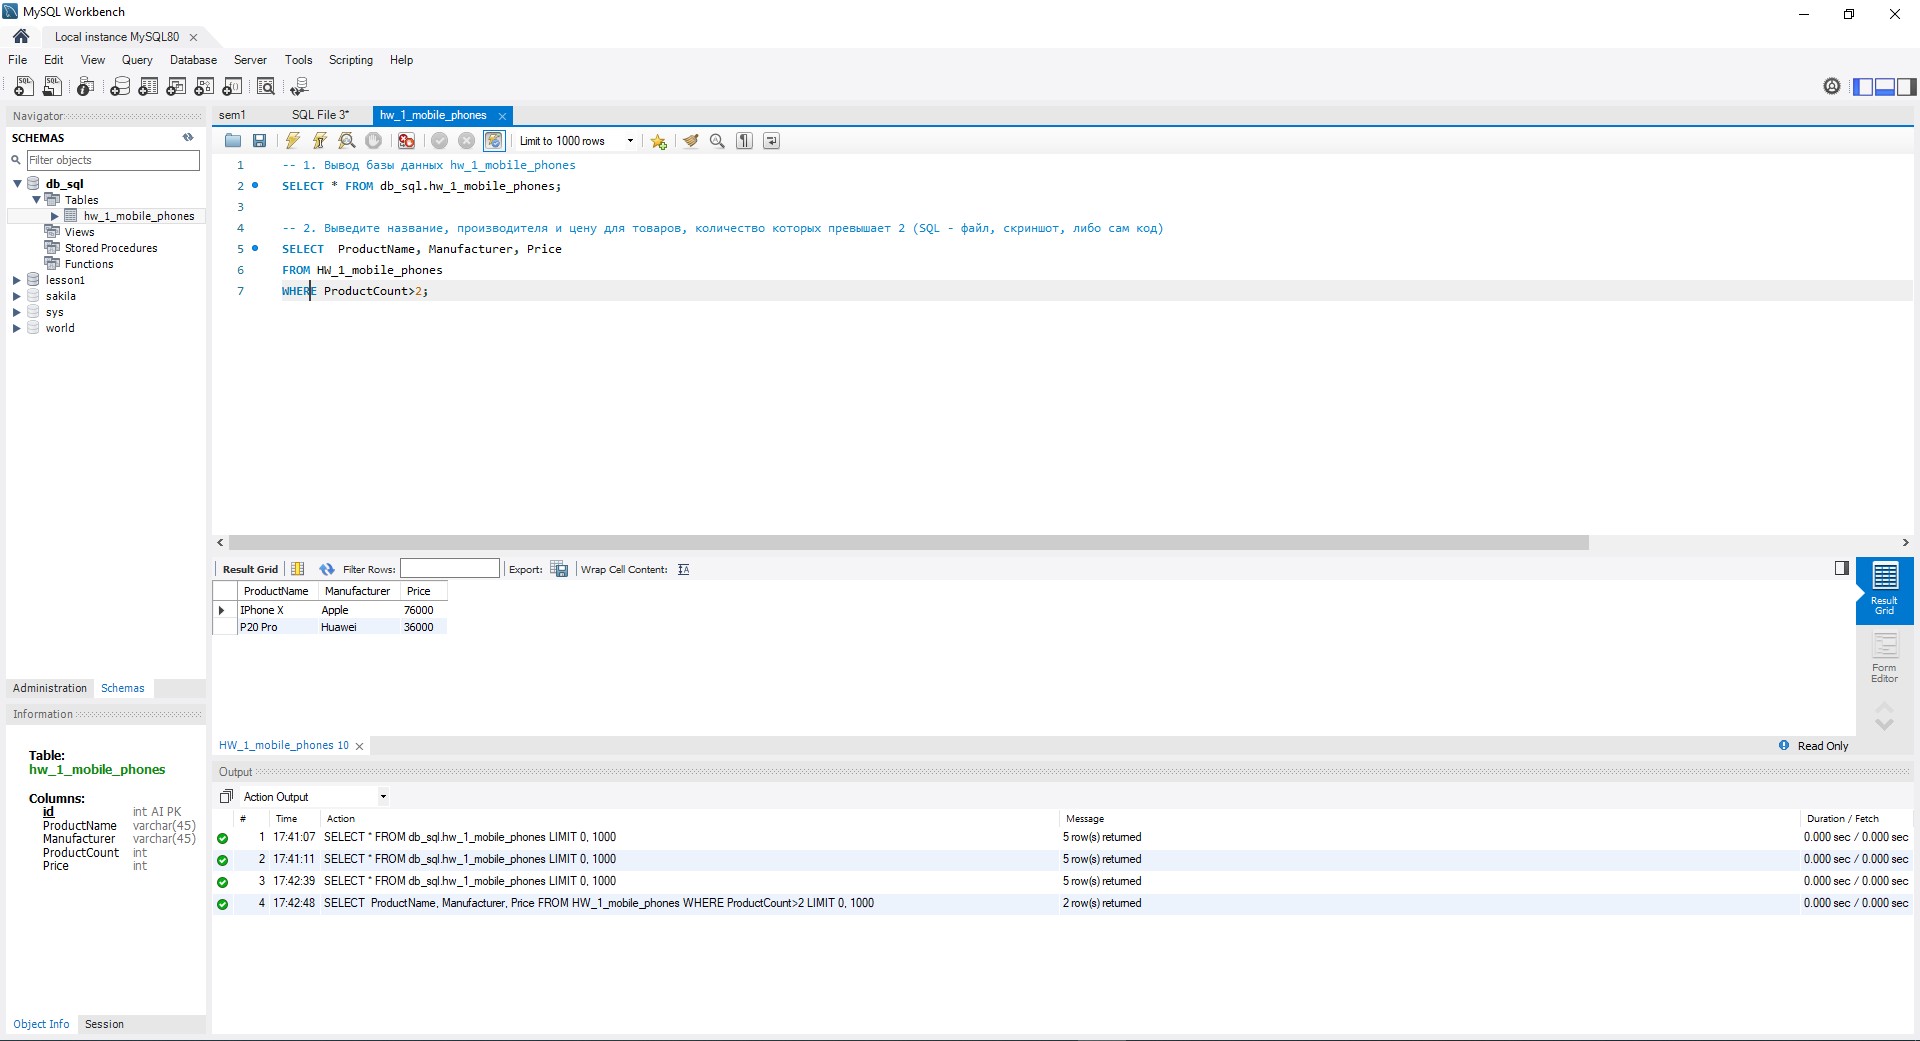 MySQL Workbench
Local instance MySQL80
File Edit View Query Database Server Tools Scripting Help
Navigator
SCHEMAS
Filter objects
db_sql
Tables
hw_1_mobile_phones
Views
Stored Procedures
Functions
lesson1
sakila
sys
world
Administration Schemas
Information
Table:
hw_1_mobile_phones
Columns:
id int AI PK
ProductName varchar(45)
Manufacturer varchar(45)
ProductCount int
Price int
Object Info Session
sem1 SQL File 3* hw_1_mobile_phones
Limit to 1000 rows
1 -- 1. Вывод базы данных hw_1_mobile_phones
2 SELECT * FROM db_sql.hw_1_mobile_phones;
3
4 -- 2. Выведите название, производителя и цену для товаров, количество которых превышает 2 (SQL - файл, скриншот, либо сам код)
5 SELECT  ProductName, Manufacturer, Price
6 FROM HW_1_mobile_phones
7 WHERE ProductCount>2;
Result Grid Filter Rows: Export: Wrap Cell Content:
ProductName Manufacturer Price
IPhone X Apple 76000
P20 Pro Huawei 36000
Result Grid
Form Editor
HW_1_mobile_phones 10 Read Only
Output
Action Output
# Time Action Message Duration / Fetch
1 17:41:07 SELECT * FROM db_sql.hw_1_mobile_phones LIMIT 0, 1000 5 row(s) returned 0.000 sec / 0.000 sec
2 17:41:11 SELECT * FROM db_sql.hw_1_mobile_phones LIMIT 0, 1000 5 row(s) returned 0.000 sec / 0.000 sec
3 17:42:39 SELECT * FROM db_sql.hw_1_mobile_phones LIMIT 0, 1000 5 row(s) returned 0.000 sec / 0.000 sec
4 17:42:48 SELECT  ProductName, Manufacturer, Price FROM HW_1_mobile_phones WHERE ProductCount>2 LIMIT 0, 1000 2 row(s) returned 0.000 sec / 0.000 sec